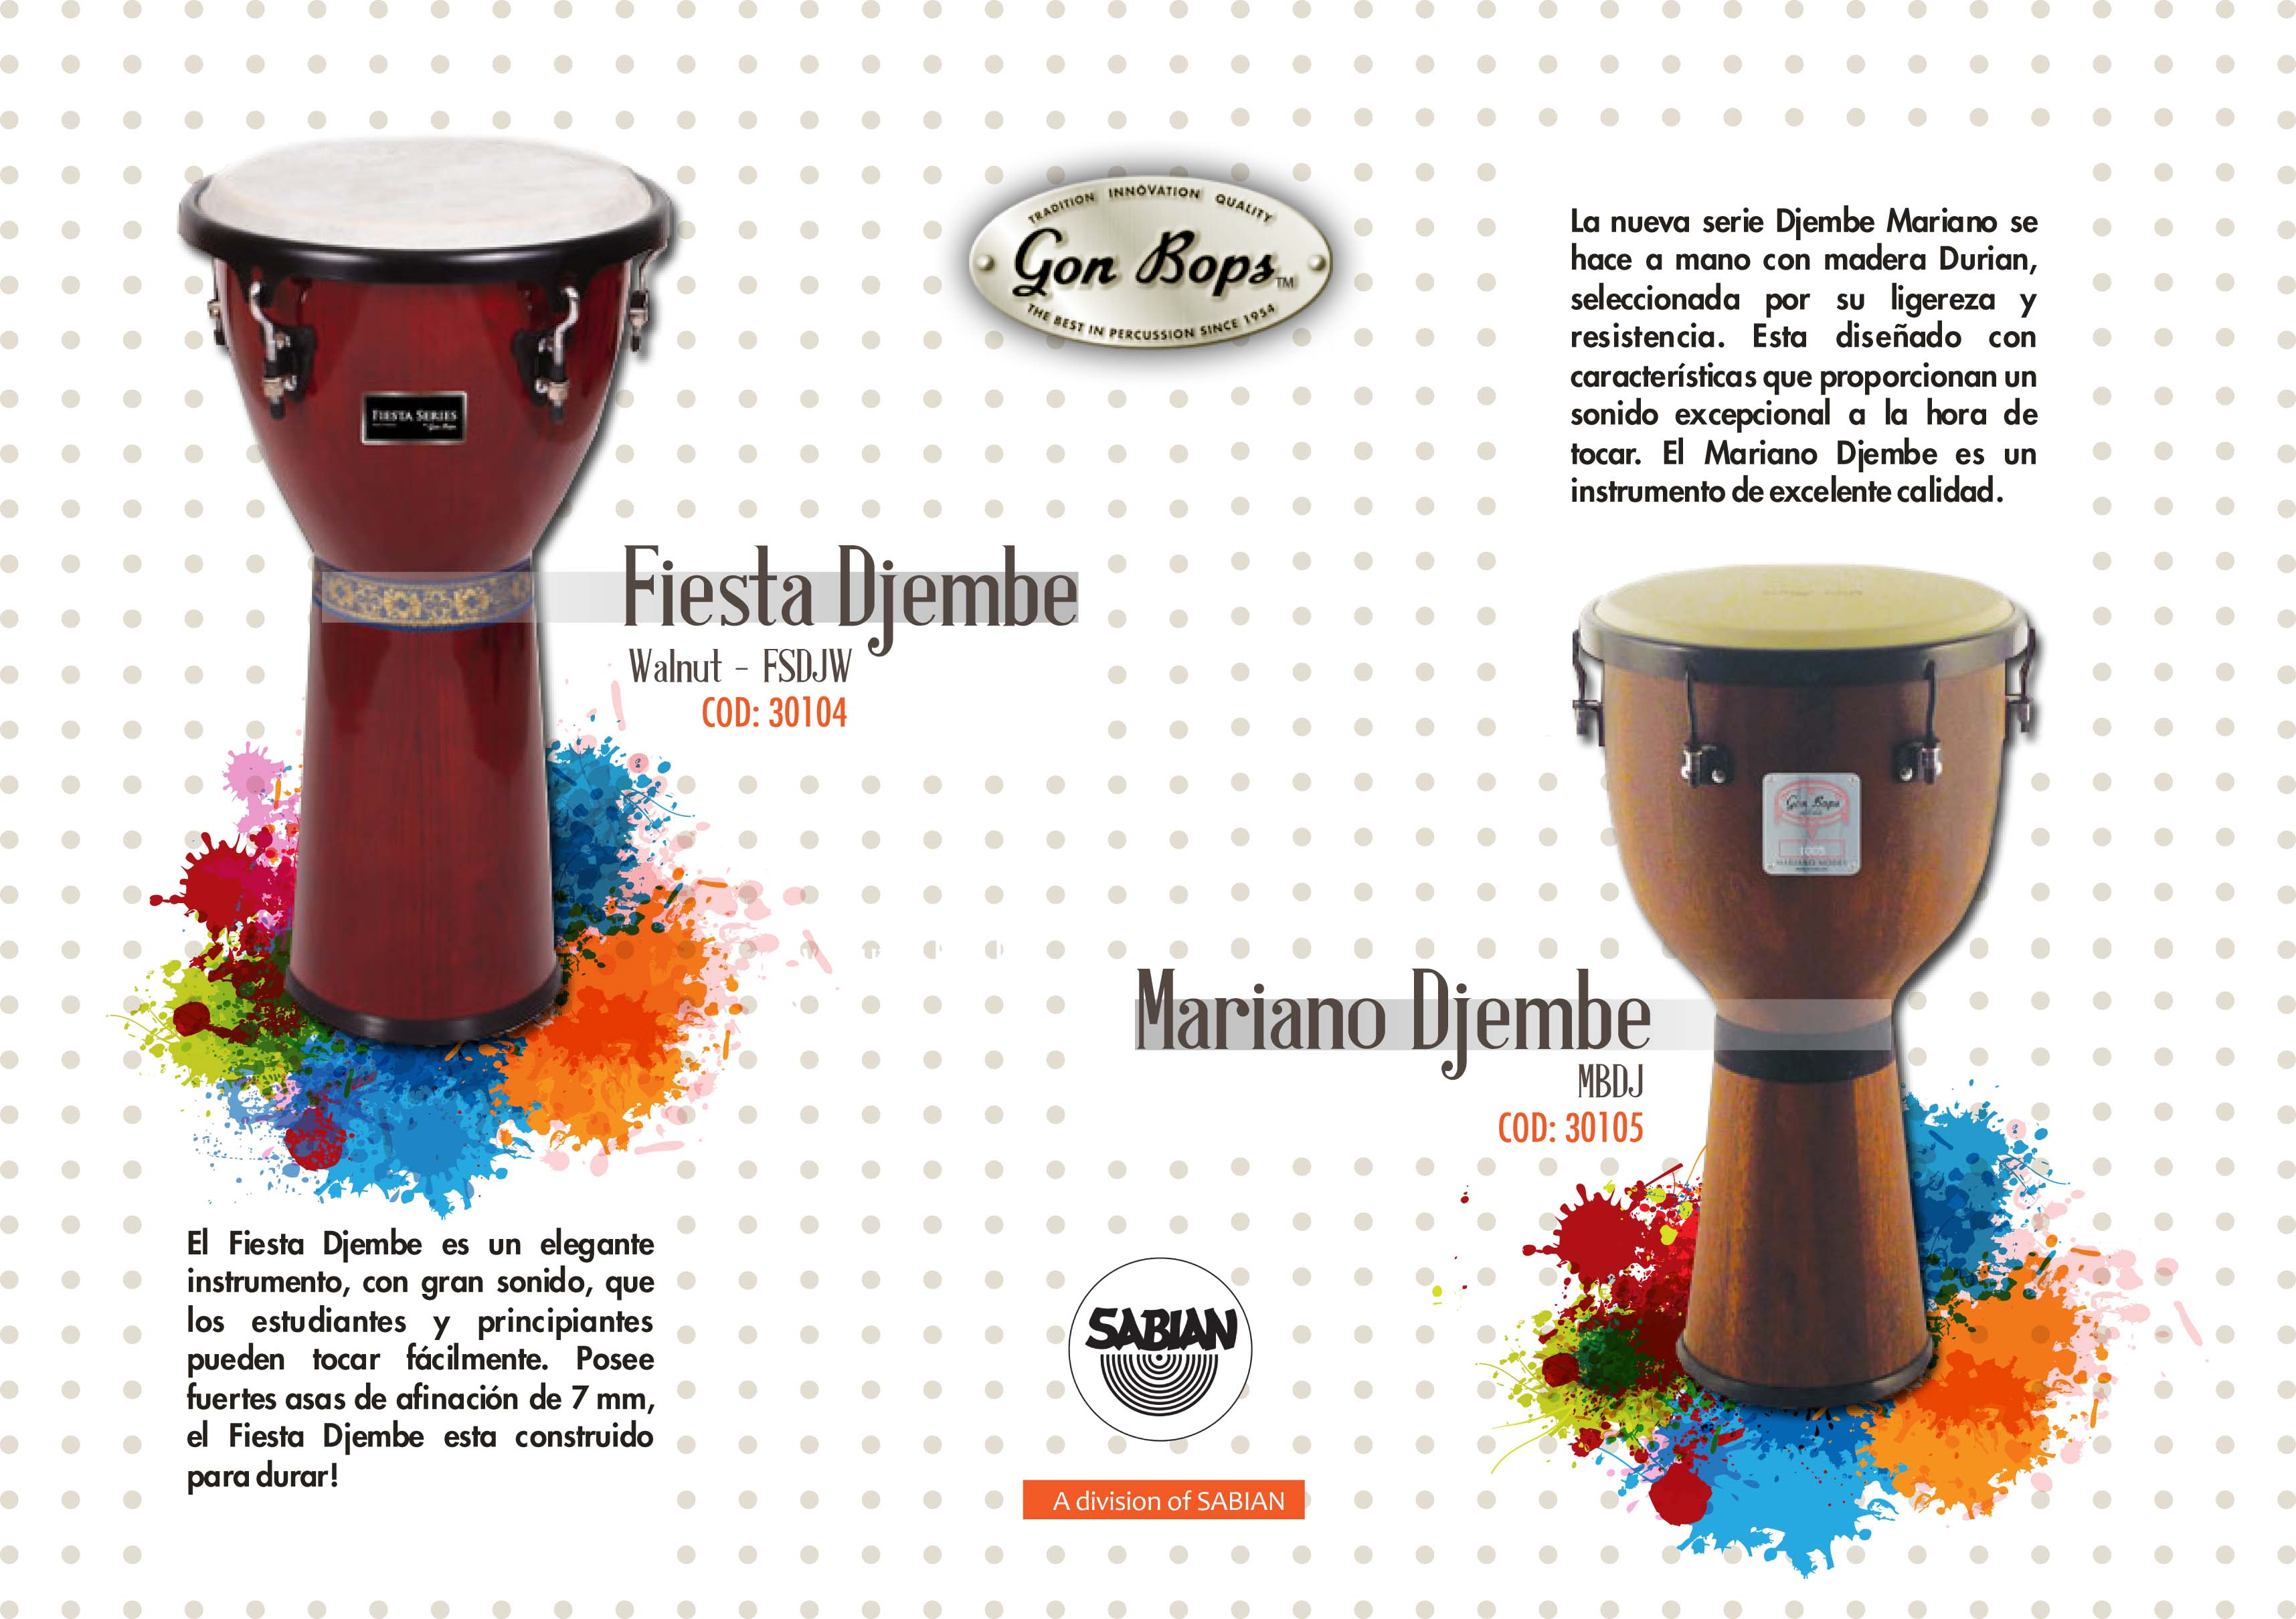 TRADITION INNOVATION QUALITY
Gon Bops™
THE BEST IN PERCUSSION SINCE 1954
FIESTA SERIES
Gon Bops
Fiesta Djembe
Walnut - FSDJW
COD: 30104
El Fiesta Djembe es un elegante
instrumento, con gran sonido, que
los estudiantes y principiantes
pueden tocar fácilmente. Posee
fuertes asas de afinación de 7 mm,
el Fiesta Djembe esta construido
para durar!
La nueva serie Djembe Mariano se
hace a mano con madera Durian,
seleccionada por su ligereza y
resistencia. Esta diseñado con
características que proporcionan un
sonido excepcional a la hora de
tocar. El Mariano Djembe es un
instrumento de excelente calidad.
Gon Bops
MARIANO MODEL
Mariano Djembe
MBDJ
COD: 30105
SABIAN
A division of SABIAN